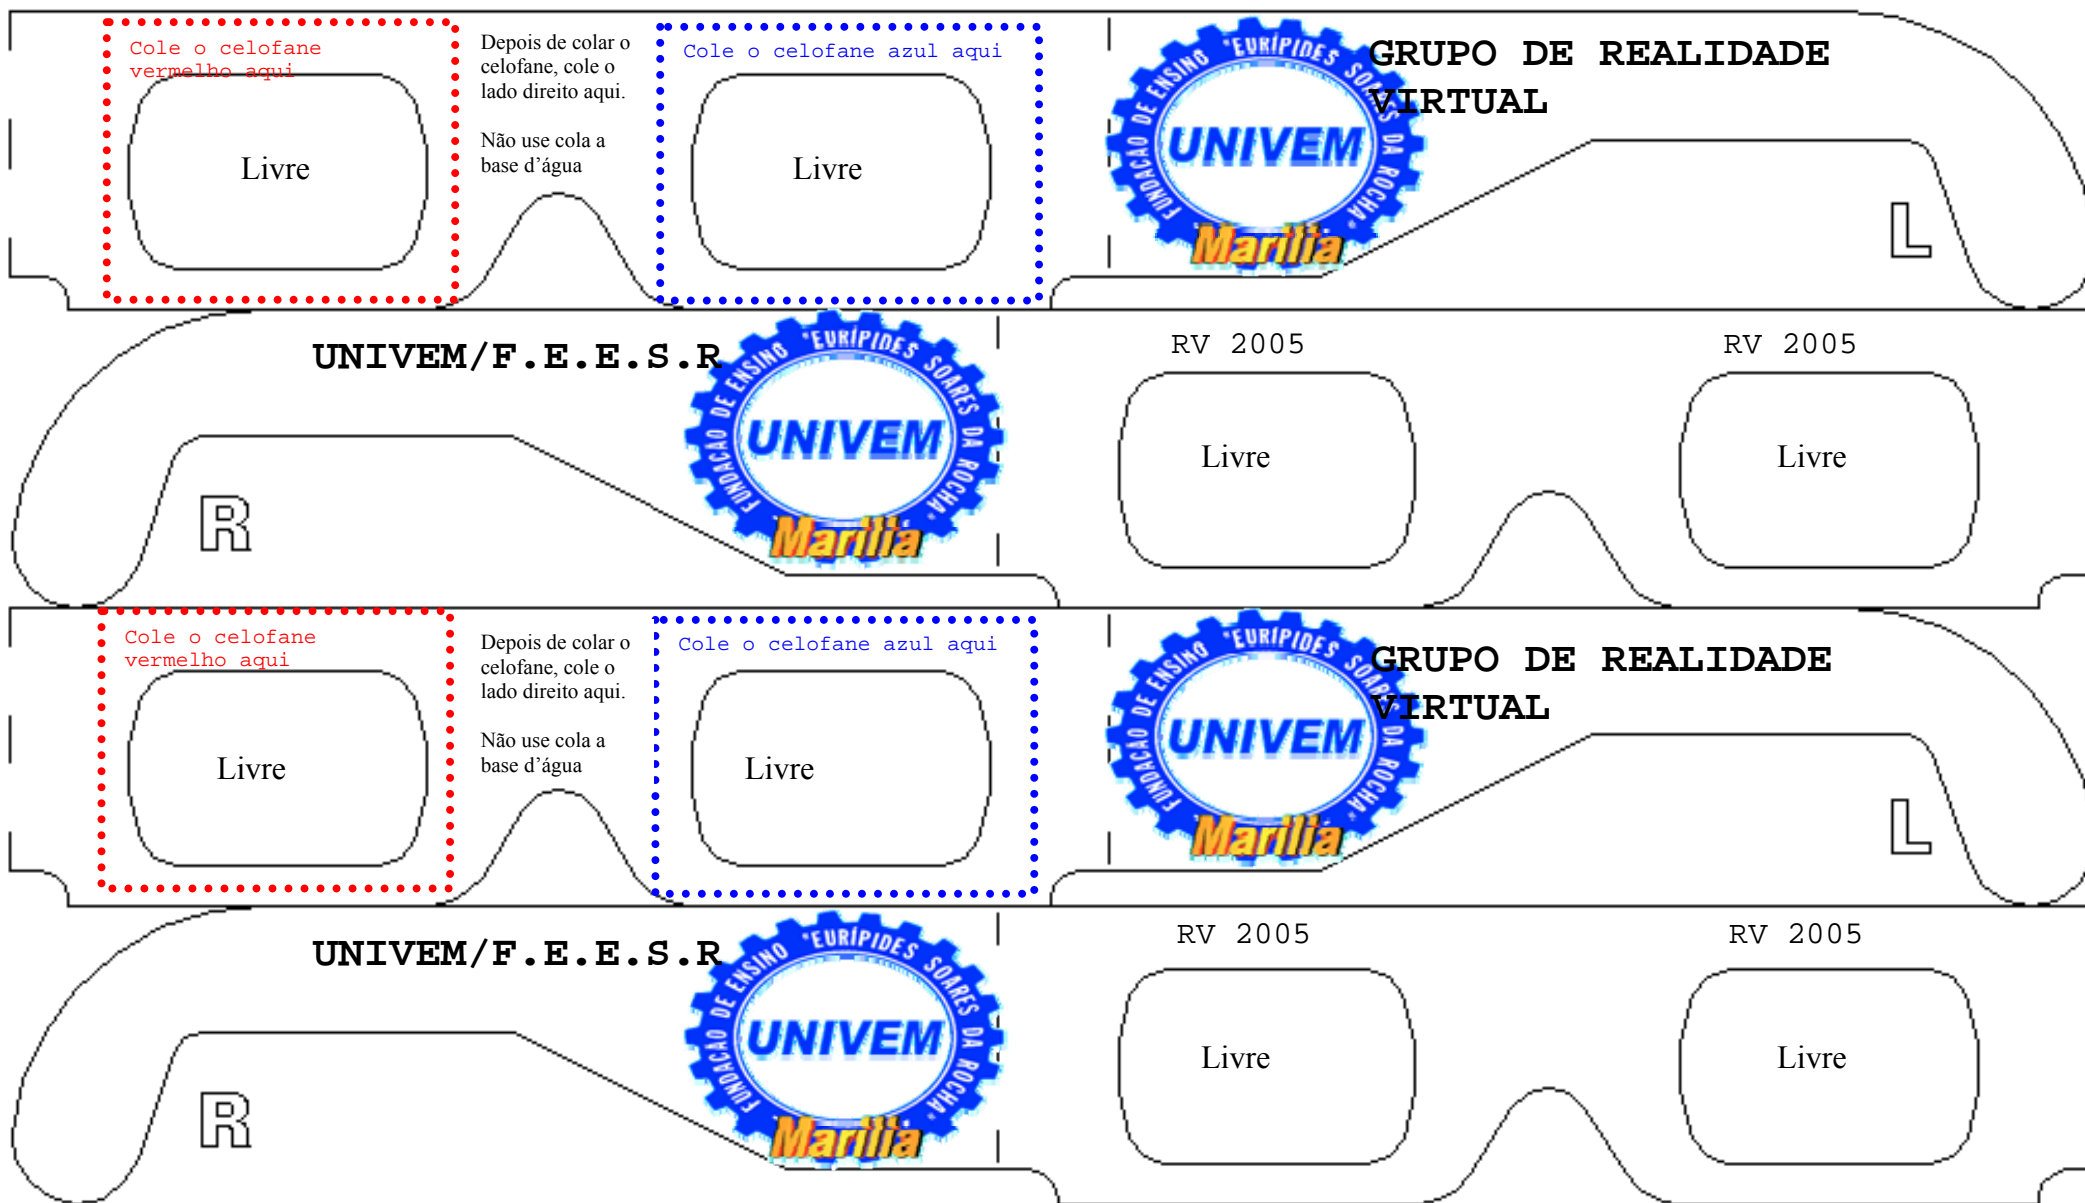 Cole o celofane
vermelho aqui
Livre
Depois de colar o
celofane, cole o
lado direito aqui.
Não use cola a
base d’água
Cole o celofane azul aqui
Livre
FUNDACAO DE ENSINO "EURÍPIDES SOARES DA ROCHA"
UNIVEM
Marília
GRUPO DE REALIDADE
VIRTUAL
L
UNIVEM/F.E.E.S.R
R
FUNDACAO DE ENSINO "EURÍPIDES SOARES DA ROCHA"
UNIVEM
Marília
RV 2005
Livre
RV 2005
Livre
Cole o celofane
vermelho aqui
Livre
Depois de colar o
celofane, cole o
lado direito aqui.
Não use cola a
base d’água
Cole o celofane azul aqui
Livre
FUNDACAO DE ENSINO "EURÍPIDES SOARES DA ROCHA"
UNIVEM
Marília
GRUPO DE REALIDADE
VIRTUAL
L
UNIVEM/F.E.E.S.R
R
FUNDACAO DE ENSINO "EURÍPIDES SOARES DA ROCHA"
UNIVEM
Marília
RV 2005
Livre
RV 2005
Livre